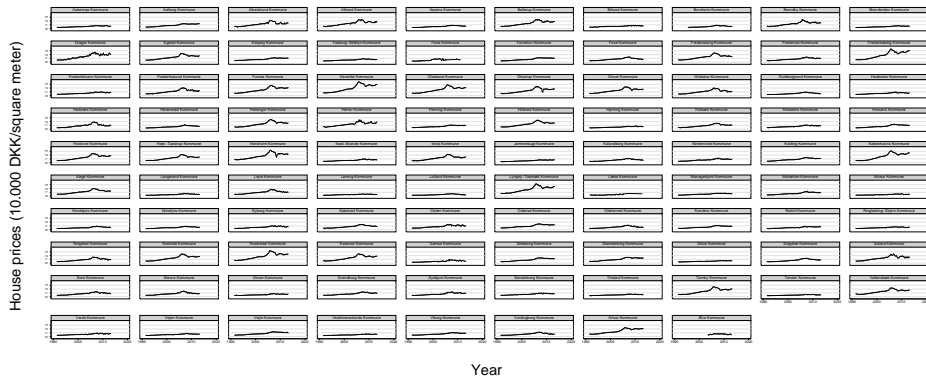 Aabenraa Kommune
Aalborg Kommune
Albertslund Kommune
Allerød Kommune
Assens Kommune
Ballerup Kommune
Billund Kommune
Bornholm Kommune
Brøndby Kommune
Brønderslev Kommune
Dragør Kommune
Egedal Kommune
Esbjerg Kommune
Faaborg-Midtfyn Kommune
Fanø Kommune
Favrskov Kommune
Faxe Kommune
Fredensborg Kommune
Fredericia Kommune
Frederiksberg Kommune
Frederikshavn Kommune
Frederikssund Kommune
Furesø Kommune
Gentofte Kommune
Gladsaxe Kommune
Glostrup Kommune
Greve Kommune
Gribskov Kommune
Guldborgsund Kommune
Haderslev Kommune
Halsnæs Kommune
Hedensted Kommune
Helsingør Kommune
Herlev Kommune
Herning Kommune
Hillerød Kommune
Hjørring Kommune
Holbæk Kommune
Holstebro Kommune
Horsens Kommune
Hvidovre Kommune
Høje-Taastrup Kommune
Hørsholm Kommune
Ikast-Brande Kommune
Ishøj Kommune
Jammerbugt Kommune
Kalundborg Kommune
Kerteminde Kommune
Kolding Kommune
Københavns Kommune
Køge Kommune
Langeland Kommune
Lejre Kommune
Lemvig Kommune
Lolland Kommune
Lyngby-Taarbæk Kommune
Læsø Kommune
Mariagerfjord Kommune
Middelfart Kommune
Morsø Kommune
Norddjurs Kommune
Nordfyns Kommune
Nyborg Kommune
Næstved Kommune
Odder Kommune
Odense Kommune
Odsherred Kommune
Randers Kommune
Rebild Kommune
Ringkøbing-Skjern Kommune
Ringsted Kommune
Roskilde Kommune
Rudersdal Kommune
Rødovre Kommune
Samsø Kommune
Silkeborg Kommune
Skanderborg Kommune
Skive Kommune
Slagelse Kommune
Solrød Kommune
Sorø Kommune
Stevns Kommune
Struer Kommune
Svendborg Kommune
Syddjurs Kommune
Sønderborg Kommune
Thisted Kommune
Tårnby Kommune
Tønder Kommune
Vallensbæk Kommune
Varde Kommune
Vejen Kommune
Vejle Kommune
Vesthimmerlands Kommune
Viborg Kommune
Vordingborg Kommune
Århus Kommune
Ærø Kommune
House prices (10.000 DKK/square meter)
1990 2000 2010 2020
Year